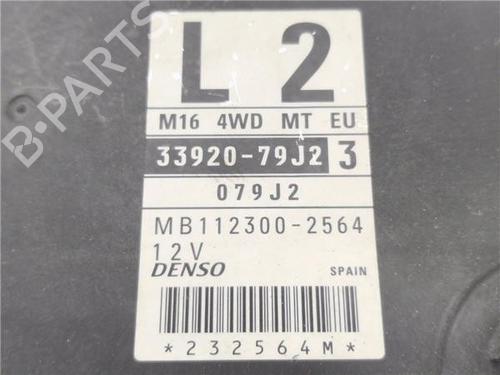 L 2
M16 4WD MT EU
33920-79J2 3
079J2
MB112300-2564
12V
DENSO SPAIN
*232564M*
B-PARTS